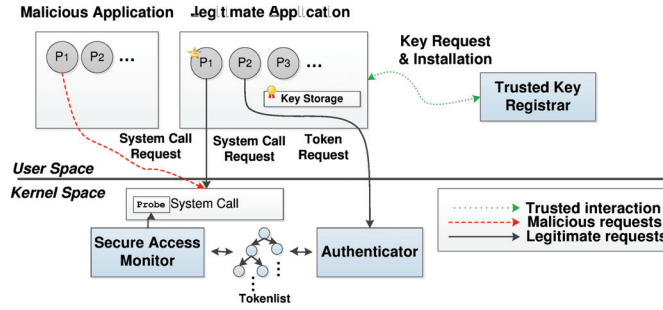 Malicious Application
Legitimate Application
P1 P2 ...
P1 P2 P3 ...
Key Storage
Key Request
& Installation
Trusted Key
Registrar
System Call
Request
System Call
Request
Token
Request
User Space
Kernel Space
Probe System Call
Secure Access
Monitor
Tokenlist
Authenticator
Trusted interaction
Malicious requests
Legitimate requests